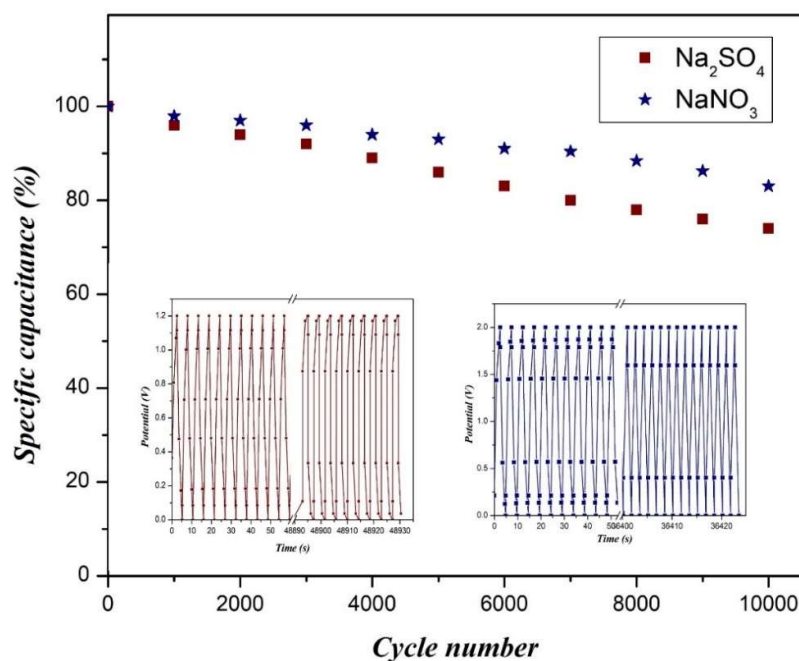 Na₂SO₄
NaNO₃
Specific capacitance (%)
100
80
60
40
20
0
0 2000 4000 6000 8000 10000
Cycle number
Potential (V)
1.2
1.0
0.8
0.6
0.4
0.2
0.0
0 10 20 30 40 50 48890 48900 48910 48920 48930
Time (s)
Potential (V)
2.0
1.5
1.0
0.5
0.0
0 10 20 30 40 50 36400 36410 36420
Time (s)